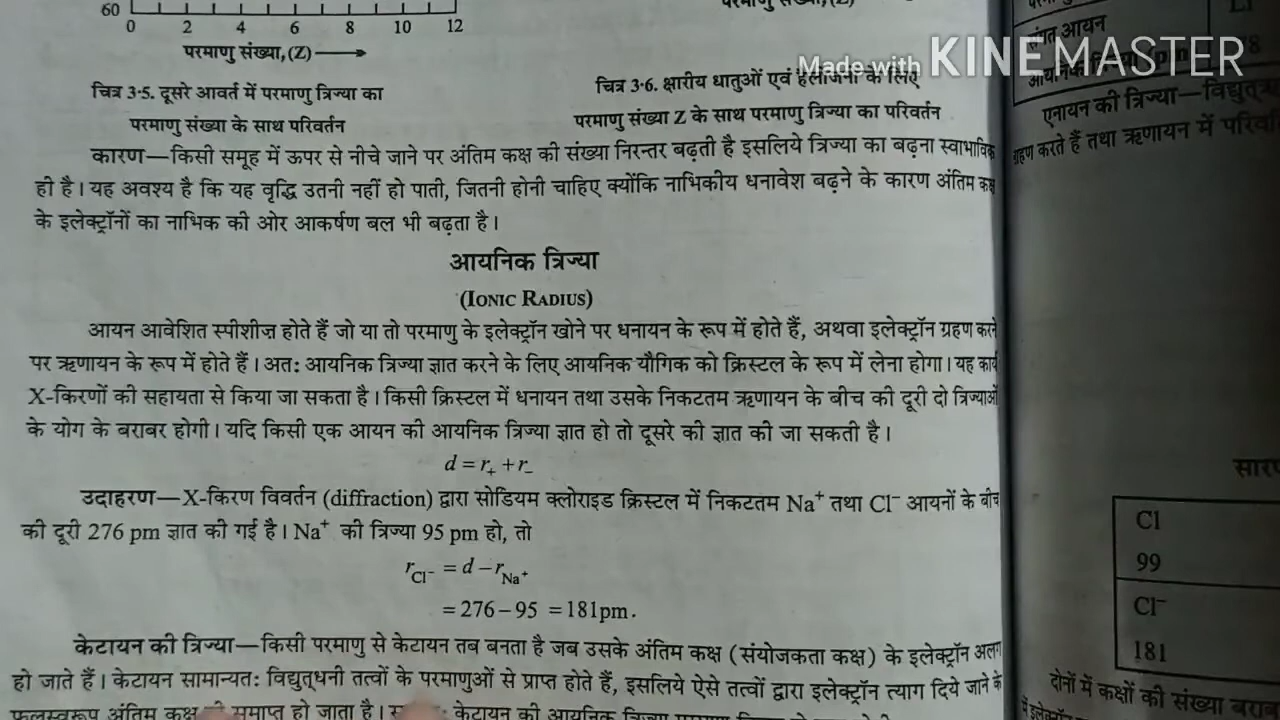 60
0 2 4 6 8 10 12
परमाणु संख्या,(Z)
परमाणु संख्या,(Z)
Made with KINEMASTER
चित्र 3·5. दूसरे आवर्त में परमाणु त्रिज्या का
परमाणु संख्या के साथ परिवर्तन
चित्र 3·6. क्षारीय धातुओं एवं हैलोजनों के लिए
परमाणु संख्या Z के साथ परमाणु त्रिज्या का परिवर्तन
कारण—किसी समूह में ऊपर से नीचे जाने पर अंतिम कक्ष की संख्या निरन्तर बढ़ती है इसलिये त्रिज्या का बढ़ना स्वाभाविक
ही है। यह अवश्य है कि यह वृद्धि उतनी नहीं हो पाती, जितनी होनी चाहिए क्योंकि नाभिकीय धनावेश बढ़ने के कारण अंतिम कक्ष
के इलेक्ट्रॉनों का नाभिक की ओर आकर्षण बल भी बढ़ता है।
आयनिक त्रिज्या
(IONIC RADIUS)
आयन आवेशित स्पीशीज़ होते हैं जो या तो परमाणु के इलेक्ट्रॉन खोने पर धनायन के रूप में होते हैं, अथवा इलेक्ट्रॉन ग्रहण करने
पर ऋणायन के रूप में होते हैं। अत: आयनिक त्रिज्या ज्ञात करने के लिए आयनिक यौगिक को क्रिस्टल के रूप में लेना होगा। यह कार्य
X-किरणों की सहायता से किया जा सकता है। किसी क्रिस्टल में धनायन तथा उसके निकटतम ऋणायन के बीच की दूरी दो त्रिज्याओं
के योग के बराबर होगी। यदि किसी एक आयन की आयनिक त्रिज्या ज्ञात हो तो दूसरे की ज्ञात की जा सकती है।
d = r₊ + r₋
उदाहरण—X-किरण विवर्तन (diffraction) द्वारा सोडियम क्लोराइड क्रिस्टल में निकटतम Na⁺ तथा Cl⁻ आयनों के बीच
की दूरी 276 pm ज्ञात की गई है। Na⁺ की त्रिज्या 95 pm हो, तो
r Cl⁻ = d − r Na⁺
= 276 − 95 = 181pm.
केटायन की त्रिज्या—किसी परमाणु से केटायन तब बनता है जब उसके अंतिम कक्ष (संयोजकता कक्ष) के इलेक्ट्रॉन अलग
हो जाते हैं। केटायन सामान्यत: विद्युत्धनी तत्वों के परमाणुओं से प्राप्त होते हैं, इसलिये ऐसे तत्वों द्वारा इलेक्ट्रॉन त्याग दिये जाने के
फलस्वरूप अंतिम कक्ष समाप्त हो जाता है। केटायन की आयनिक त्रिज्या
आयन
एनायन की त्रिज्या—विद्युत्
ग्रहण करते हैं तथा ऋणायन में
Cl
99
Cl⁻
181
दोनों में कक्षों की संख्या